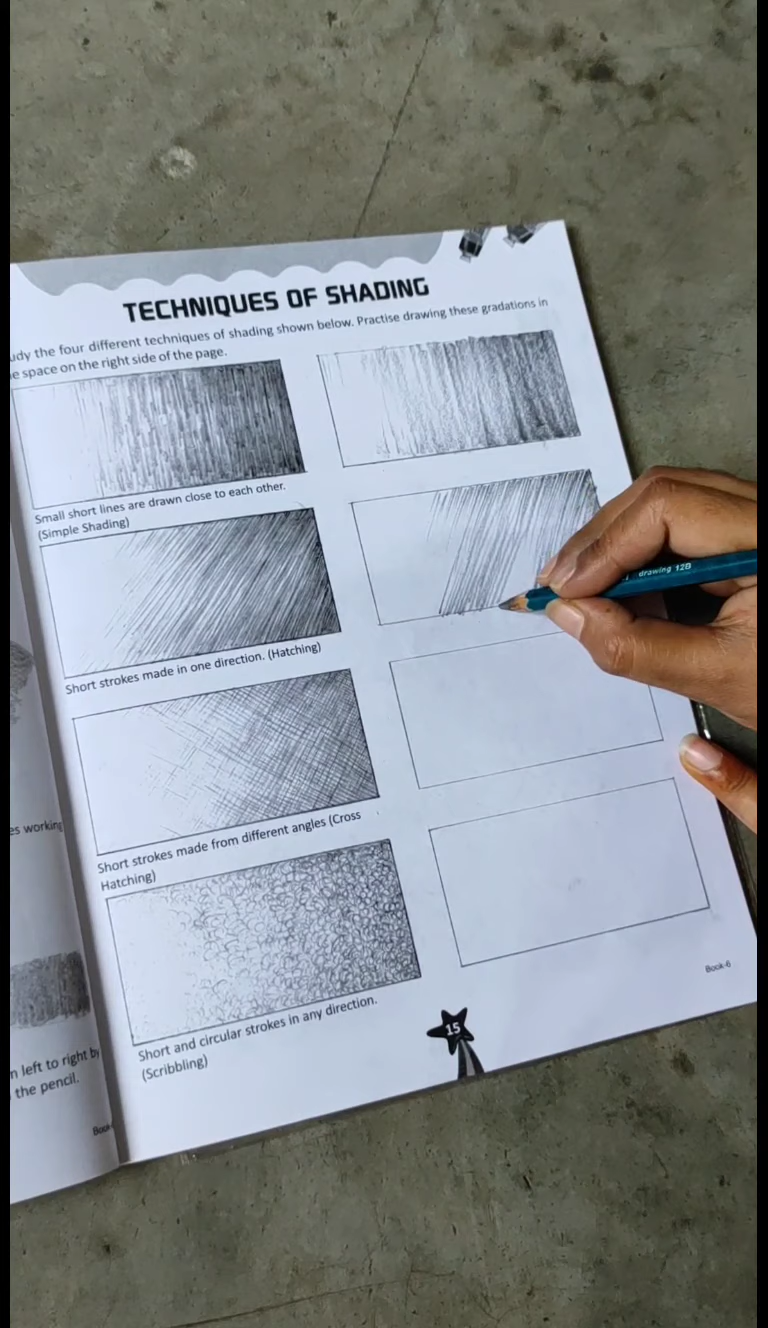 TECHNIQUES OF SHADING
the four different techniques of shading shown below. Practise drawing these gradations in
space on the right side of the page.
Small short lines are drawn close to each other.
(Simple Shading)
Short strokes made in one direction. (Hatching)
Short strokes made from different angles (Cross
Hatching)
Short and circular strokes in any direction.
(Scribbling)
Book-6
15
drawing 12B
working
left to right by
the pencil.